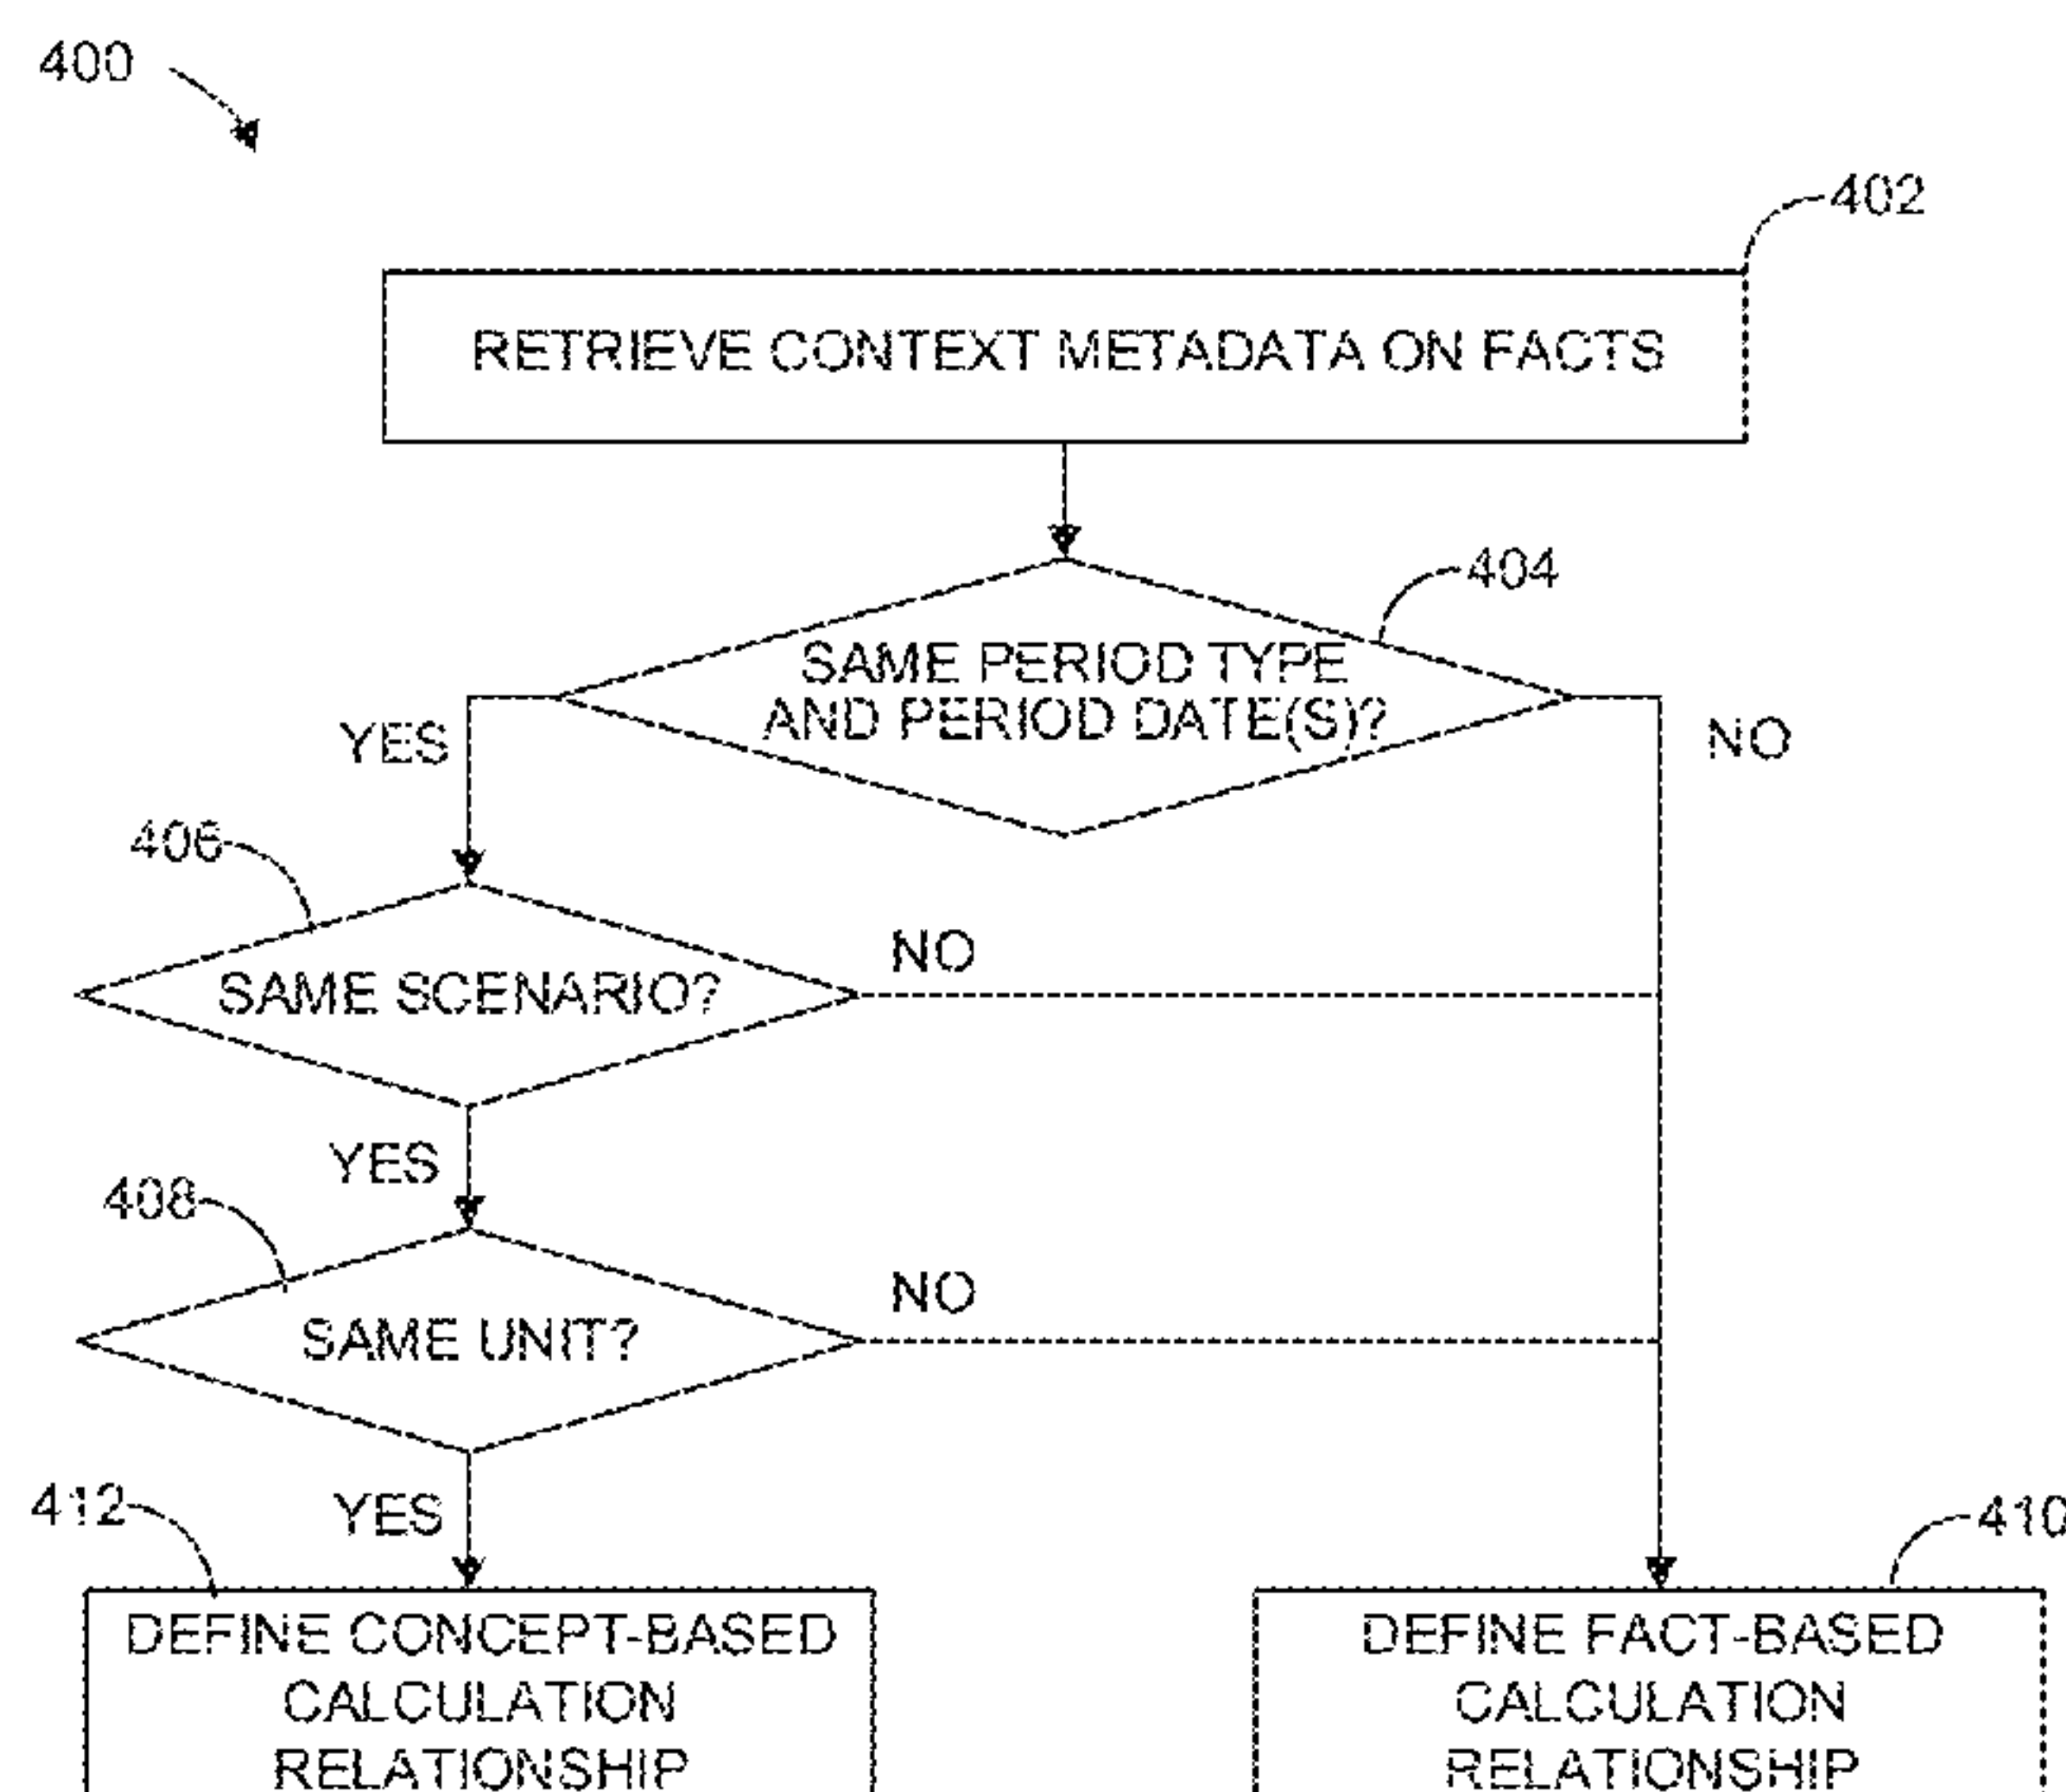 400
402
RETRIEVE CONTEXT METADATA ON FACTS
404
SAME PERIOD TYPE
AND PERIOD DATE(S)?
YES
NO
406
SAME SCENARIO?
NO
YES
408
SAME UNIT?
NO
YES
412
410
DEFINE CONCEPT-BASED
CALCULATION
RELATIONSHIP
DEFINE FACT-BASED
CALCULATION
RELATIONSHIP